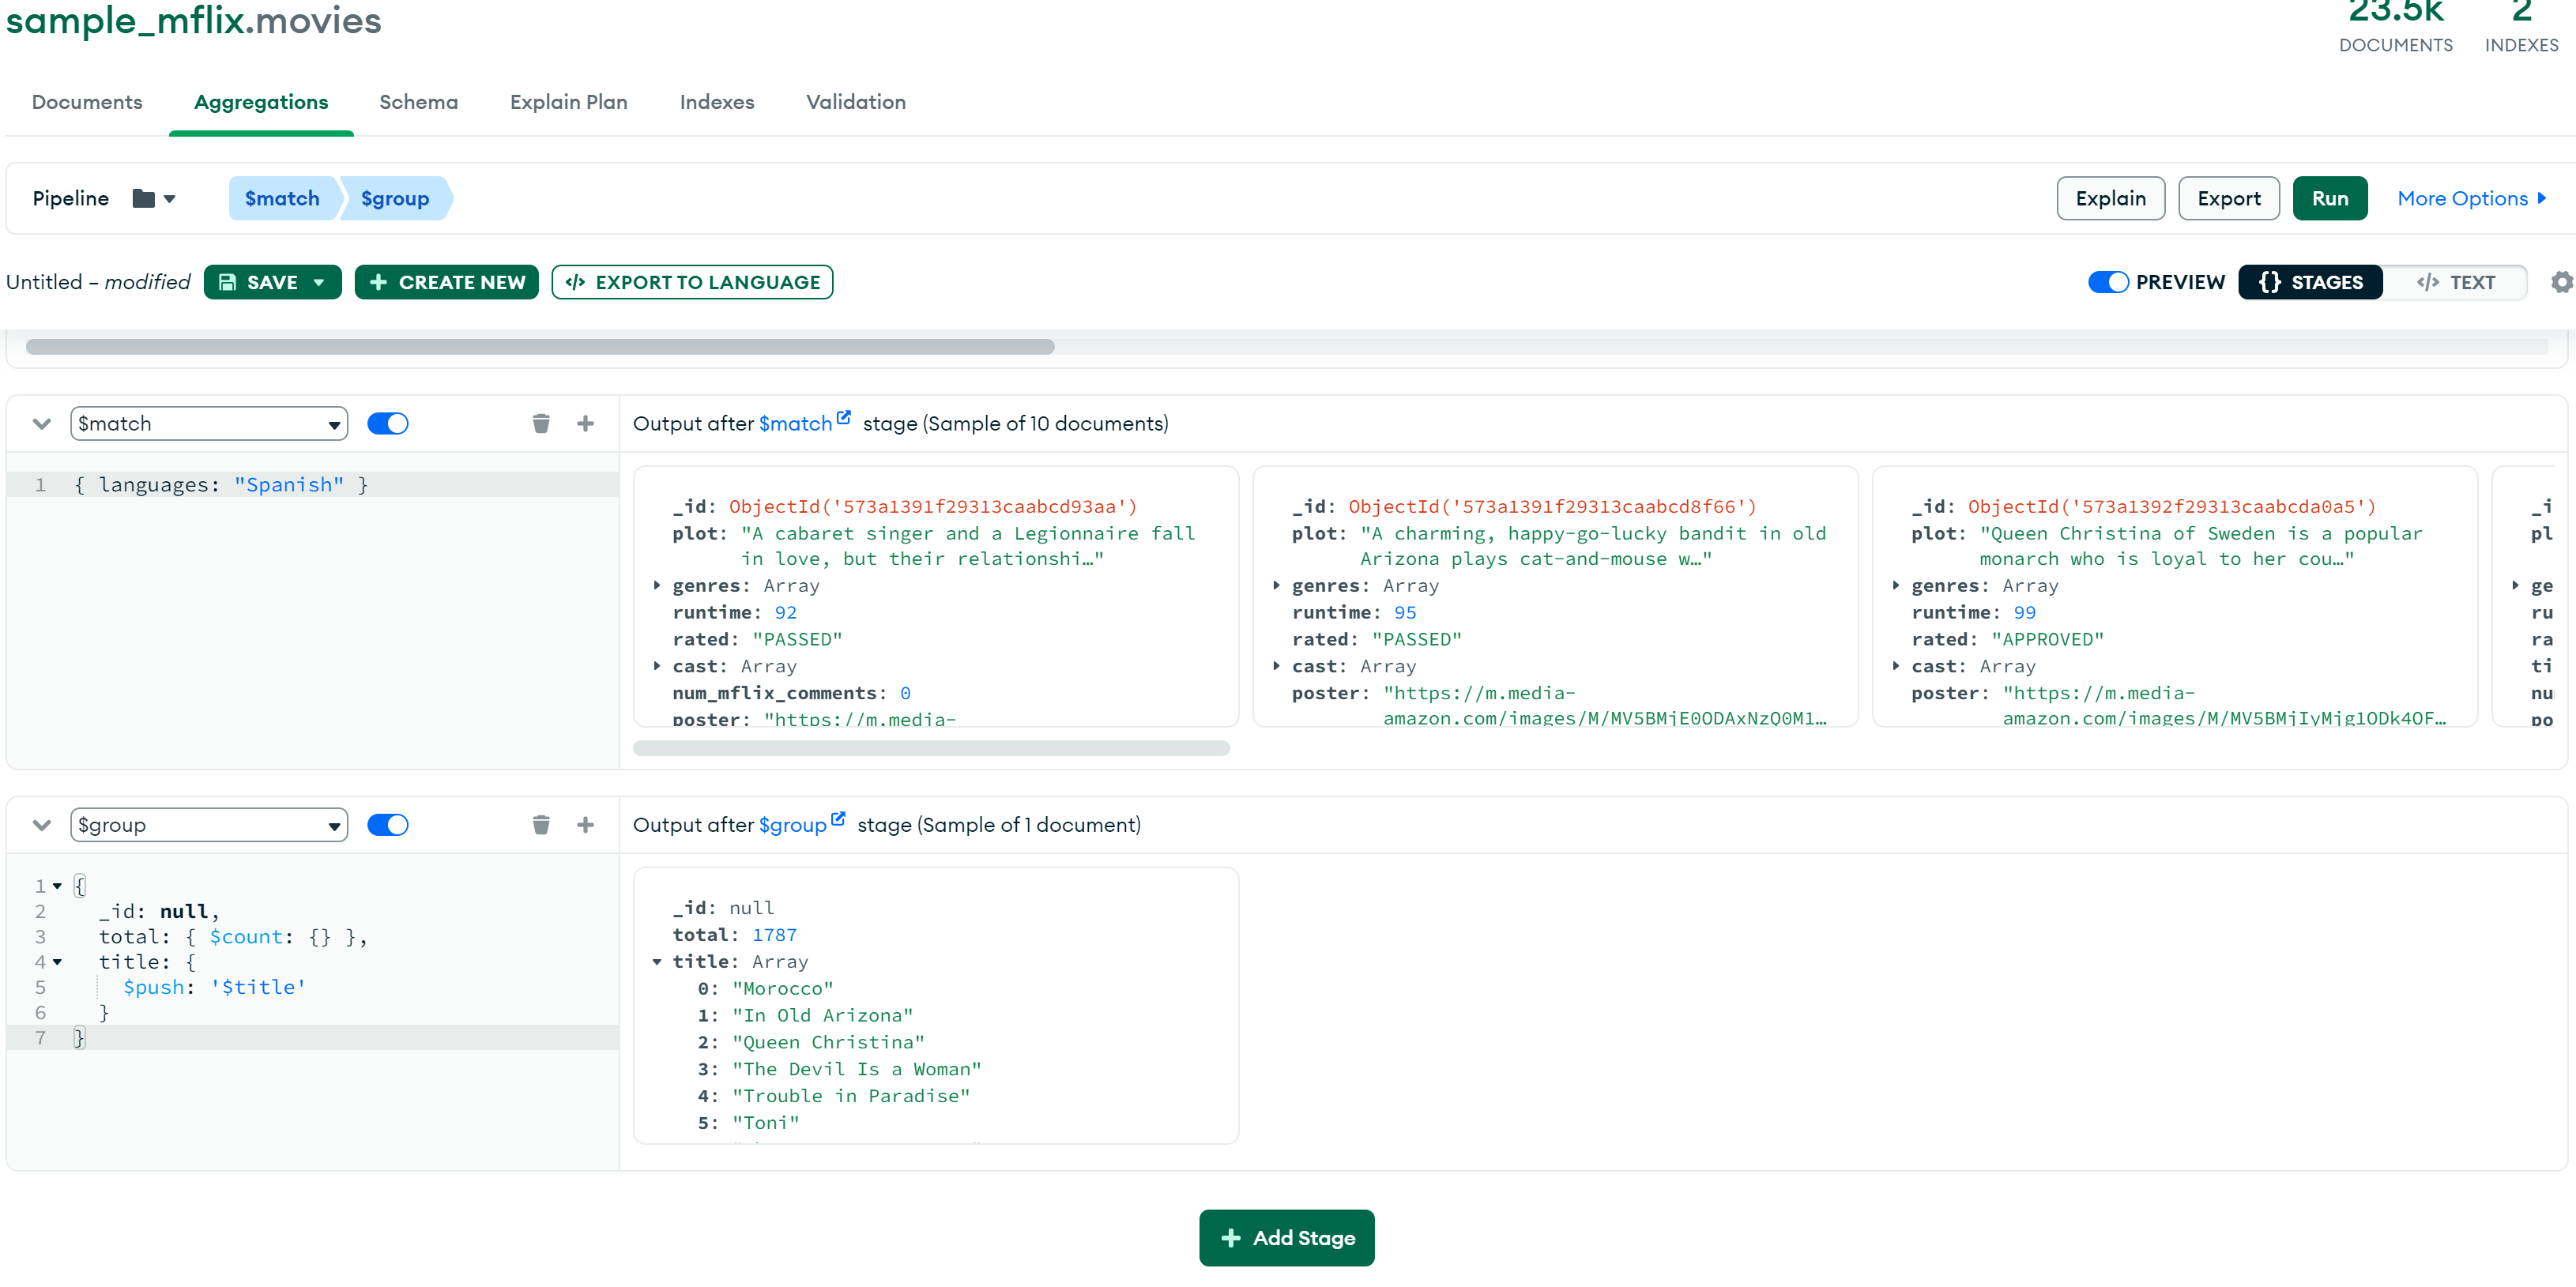 sample_mflix.movies
23.5k 2
DOCUMENTS INDEXES
Documents Aggregations Schema Explain Plan Indexes Validation
Pipeline $match $group Explain Export Run More Options
Untitled – modified SAVE CREATE NEW </> EXPORT TO LANGUAGE PREVIEW {} STAGES </> TEXT
$match
Output after $match stage (Sample of 10 documents)
1 { languages: "Spanish" }
_id: ObjectId('573a1391f29313caabcd93aa')
plot: "A cabaret singer and a Legionnaire fall
in love, but their relationshi…"
genres: Array
runtime: 92
rated: "PASSED"
cast: Array
num_mflix_comments: 0
poster: "https://m.media-
_id: ObjectId('573a1391f29313caabcd8f66')
plot: "A charming, happy-go-lucky bandit in old
Arizona plays cat-and-mouse w…"
genres: Array
runtime: 95
rated: "PASSED"
cast: Array
poster: "https://m.media-
amazon.com/images/M/MV5BMjE0ODAxNzQ0M1…
_id: ObjectId('573a1392f29313caabcda0a5')
plot: "Queen Christina of Sweden is a popular
monarch who is loyal to her cou…"
genres: Array
runtime: 99
rated: "APPROVED"
cast: Array
poster: "https://m.media-
amazon.com/images/M/MV5BMjIyMjg1ODk4OF…
_i
pl
ge
ru
ra
ti
nu
po
$group
Output after $group stage (Sample of 1 document)
1 {
2 _id: null,
3 total: { $count: {} },
4 title: {
5 $push: '$title'
6 }
7 }
_id: null
total: 1787
title: Array
0: "Morocco"
1: "In Old Arizona"
2: "Queen Christina"
3: "The Devil Is a Woman"
4: "Trouble in Paradise"
5: "Toni"
Add Stage